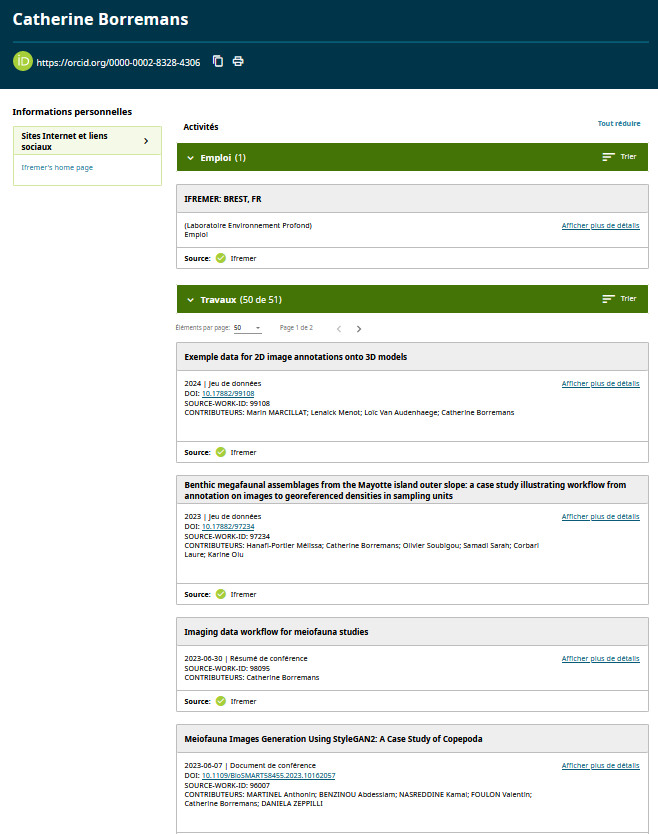 Catherine Borremans
iD https://orcid.org/0000-0002-8328-4306
Informations personnelles
Sites Internet et liens
sociaux
Ifremer's home page
Activités
Tout réduire
Emploi (1)
Trier
IFREMER: BREST, FR
(Laboratoire Environnement Profond)
Emploi
Afficher plus de détails
Source: Ifremer
Travaux (50 de 51)
Trier
Éléments par page: 50
Page 1 de 2
Exemple data for 2D image annotations onto 3D models
2024 | Jeu de données
Afficher plus de détails
DOI: 10.17882/99108
SOURCE-WORK-ID: 99108
CONTRIBUTEURS: Marin MARCILLAT; Lenaick Menot; Loïc Van Audenhaege; Catherine Borremans
Source: Ifremer
Benthic megafaunal assemblages from the Mayotte island outer slope: a case study illustrating workflow from
annotation on images to georeferenced densities in sampling units
2023 | Jeu de données
Afficher plus de détails
DOI: 10.17882/97234
SOURCE-WORK-ID: 97234
CONTRIBUTEURS: Hanafi-Portier Mélissa; Catherine Borremans; Olivier Soubigou; Samadi Sarah; Corbari
Laure; Karine Olu
Source: Ifremer
Imaging data workflow for meiofauna studies
2023-06-30 | Résumé de conférence
Afficher plus de détails
SOURCE-WORK-ID: 98095
CONTRIBUTEURS: Catherine Borremans
Source: Ifremer
Meiofauna Images Generation Using StyleGAN2: A Case Study of Copepoda
2023-06-07 | Document de conférence
Afficher plus de détails
DOI: 10.1109/BioSMART58455.2023.10162057
SOURCE-WORK-ID: 96007
CONTRIBUTEURS: MARTINEL Anthonin; BENZINOU Abdesslam; NASREDDINE Kamal; FOULON Valentin;
Catherine Borremans; DANIELA ZEPPILLI